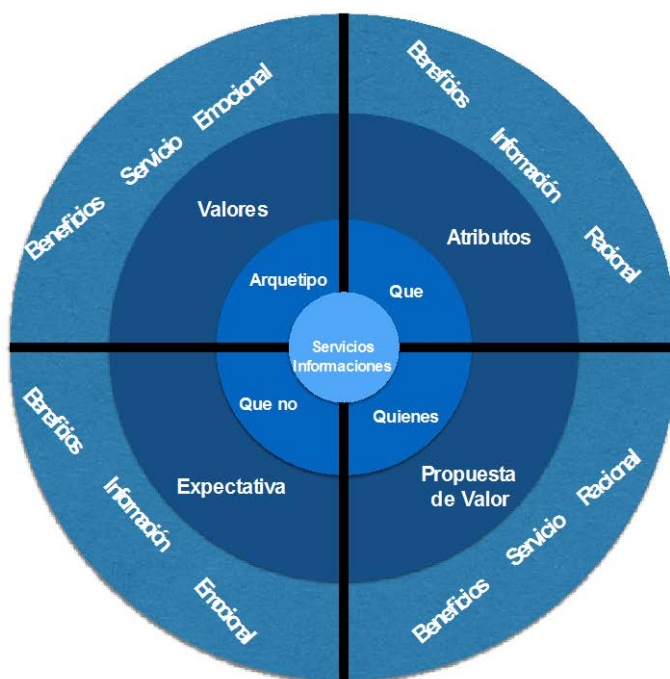 Beneficios Servicio Emocional
Beneficios Información Racional
Valores
Atributos
Arquetipo
Que
Servicios
Informaciones
Que no
Quienes
Expectativa
Propuesta
de Valor
Beneficios Información Emocional
Beneficios Servicio Racional